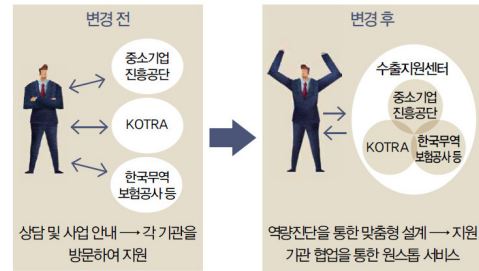 변경 전
중소기업
진흥공단
KOTRA
한국무역
보험공사 등
상담 및 사업 안내 → 각 기관을
방문하여 지원
변경 후
수출지원센터
중소기업
진흥공단
KOTRA
한국무역
보험공사 등
역량진단을 통한 맞춤형 설계 → 지원
기관 협업을 통한 원스톱 서비스